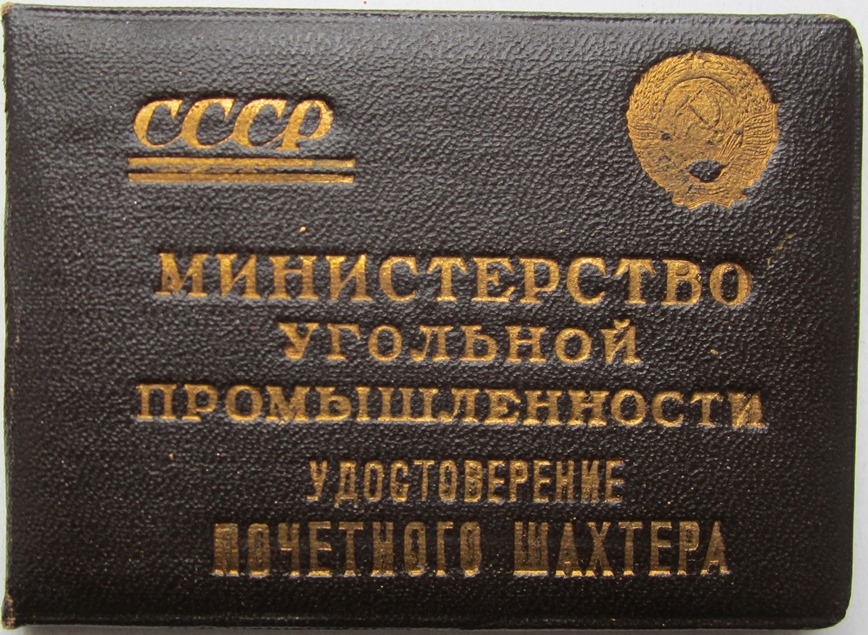 СССР
МИНИСТЕРСТВО
УГОЛЬНОЙ
ПРОМЫШЛЕННОСТИ
УДОСТОВЕРЕНИЕ
ПОЧЕТНОГО ШАХТЕРА